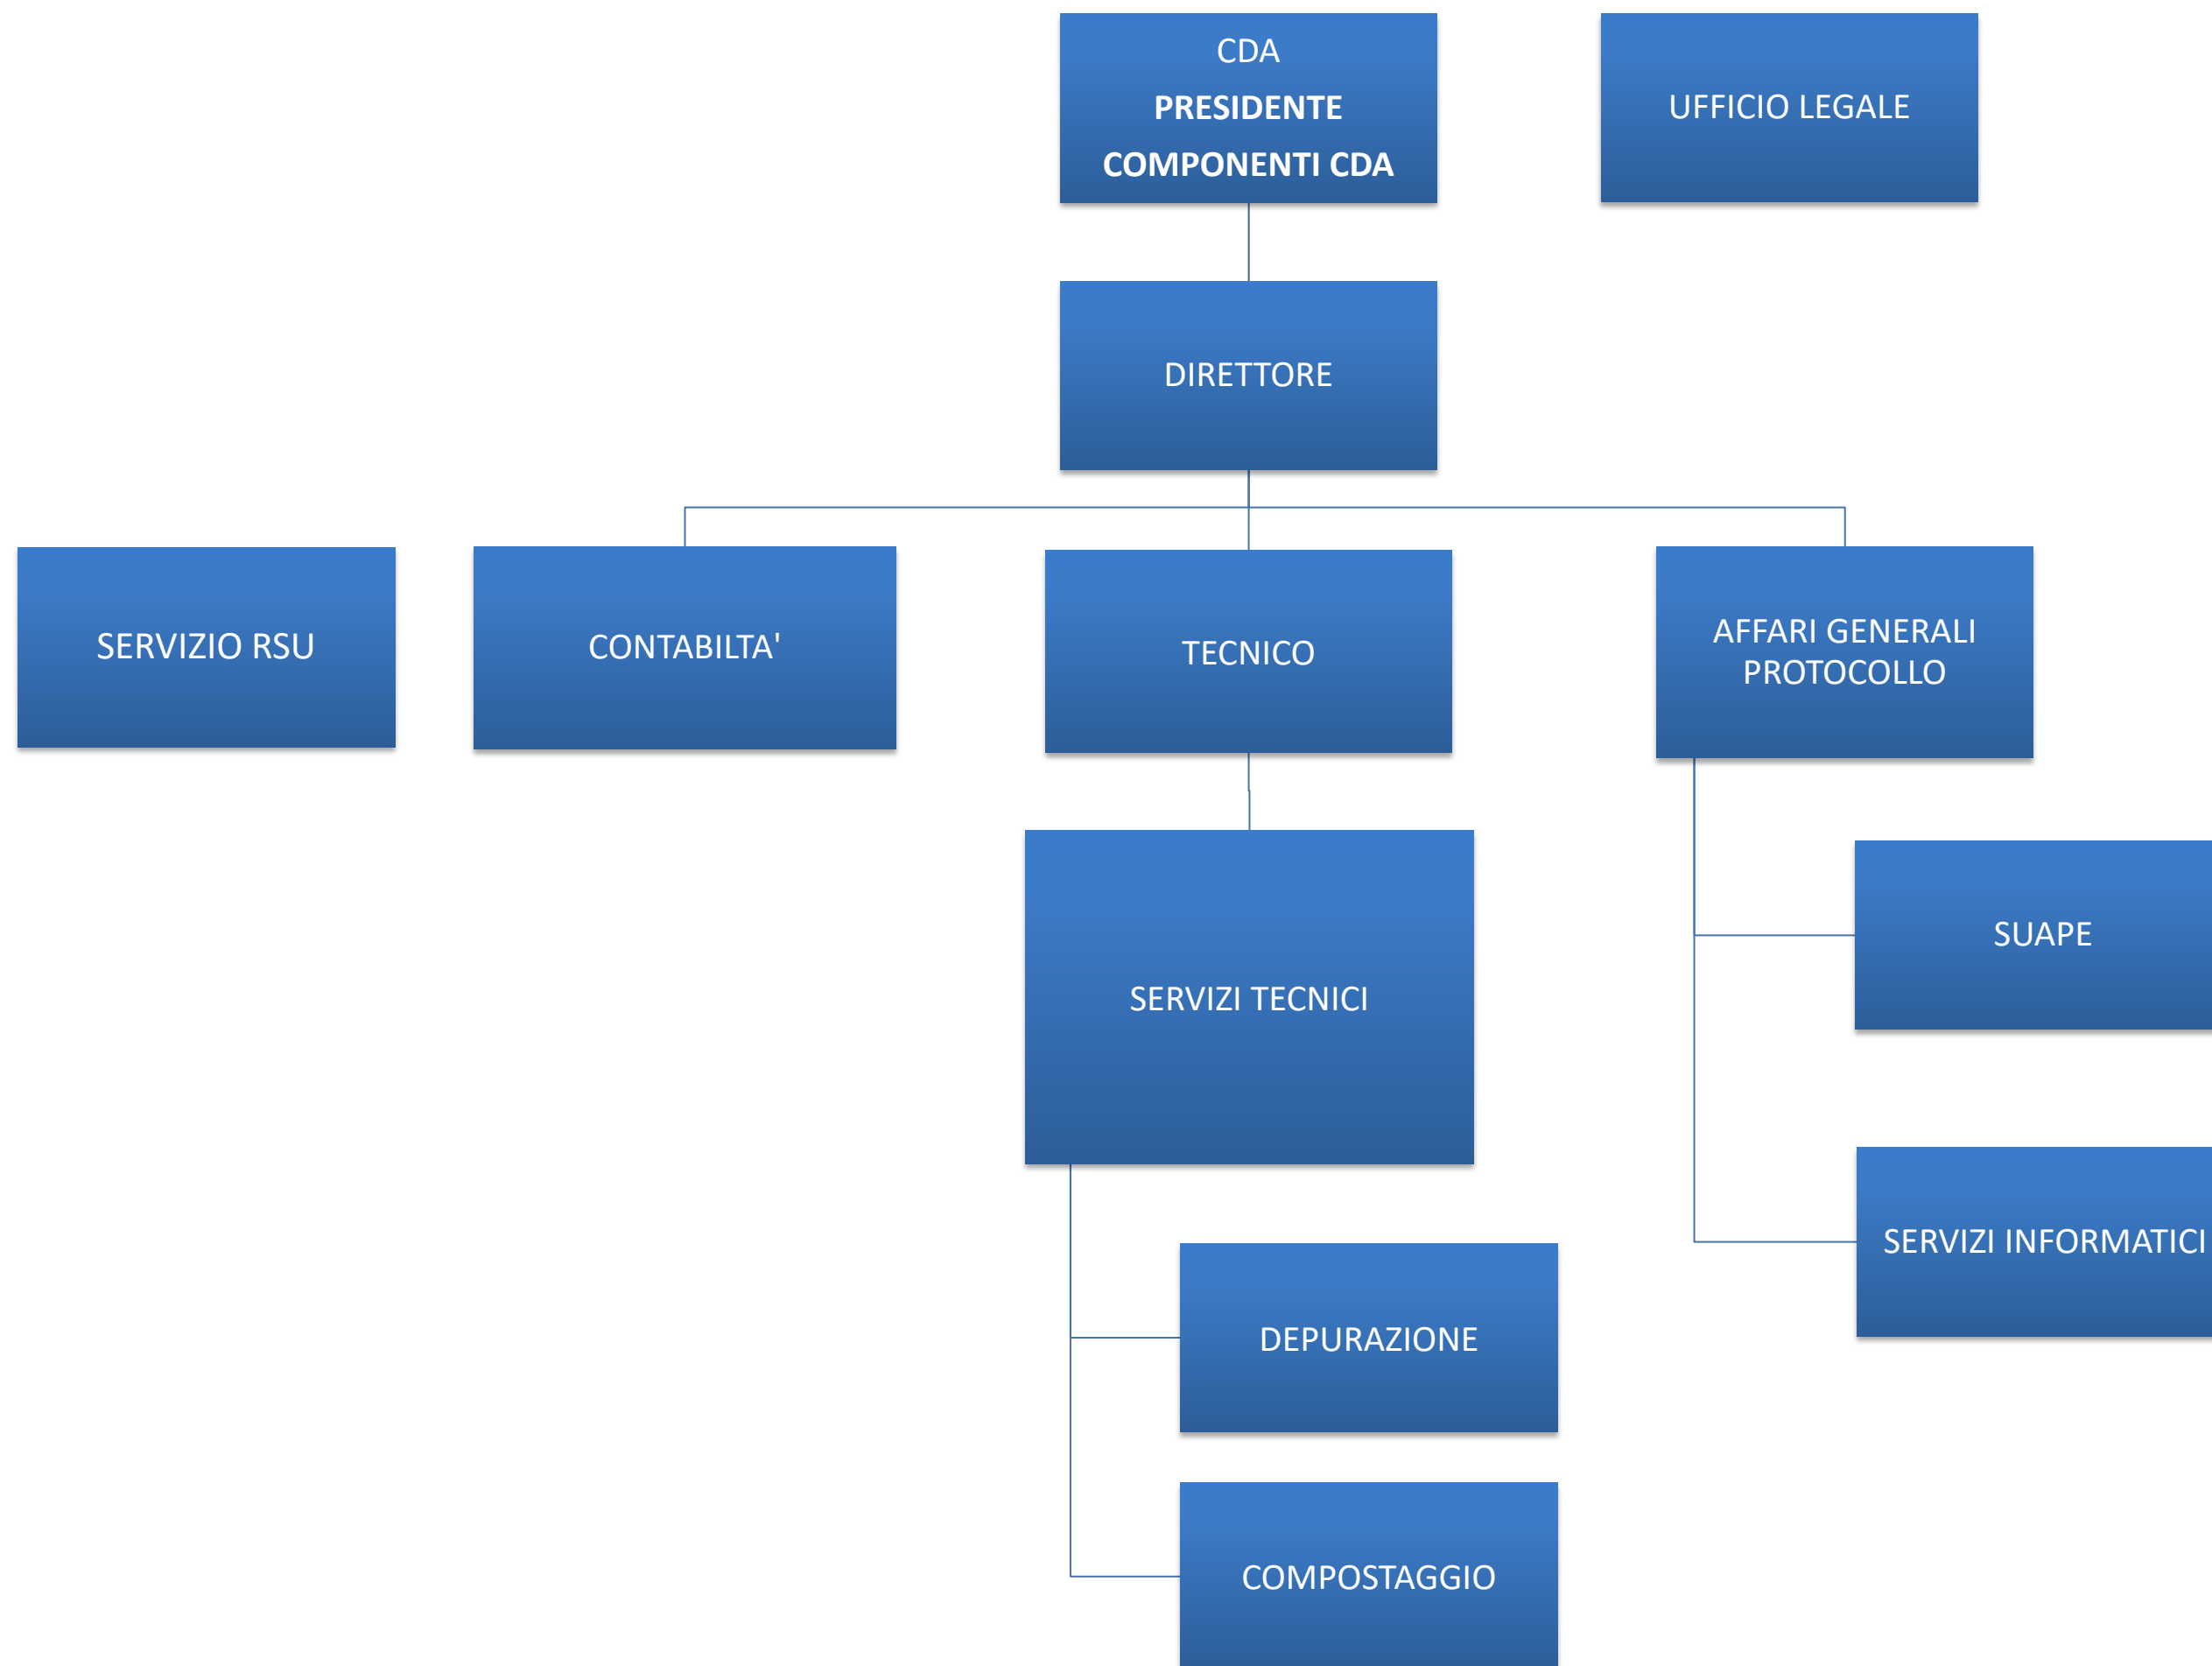 CDA
PRESIDENTE
COMPONENTI CDA
UFFICIO LEGALE
DIRETTORE
SERVIZIO RSU
CONTABILTA'
TECNICO
AFFARI GENERALI
PROTOCOLLO
SUAPE
SERVIZI TECNICI
SERVIZI INFORMATICI
DEPURAZIONE
COMPOSTAGGIO